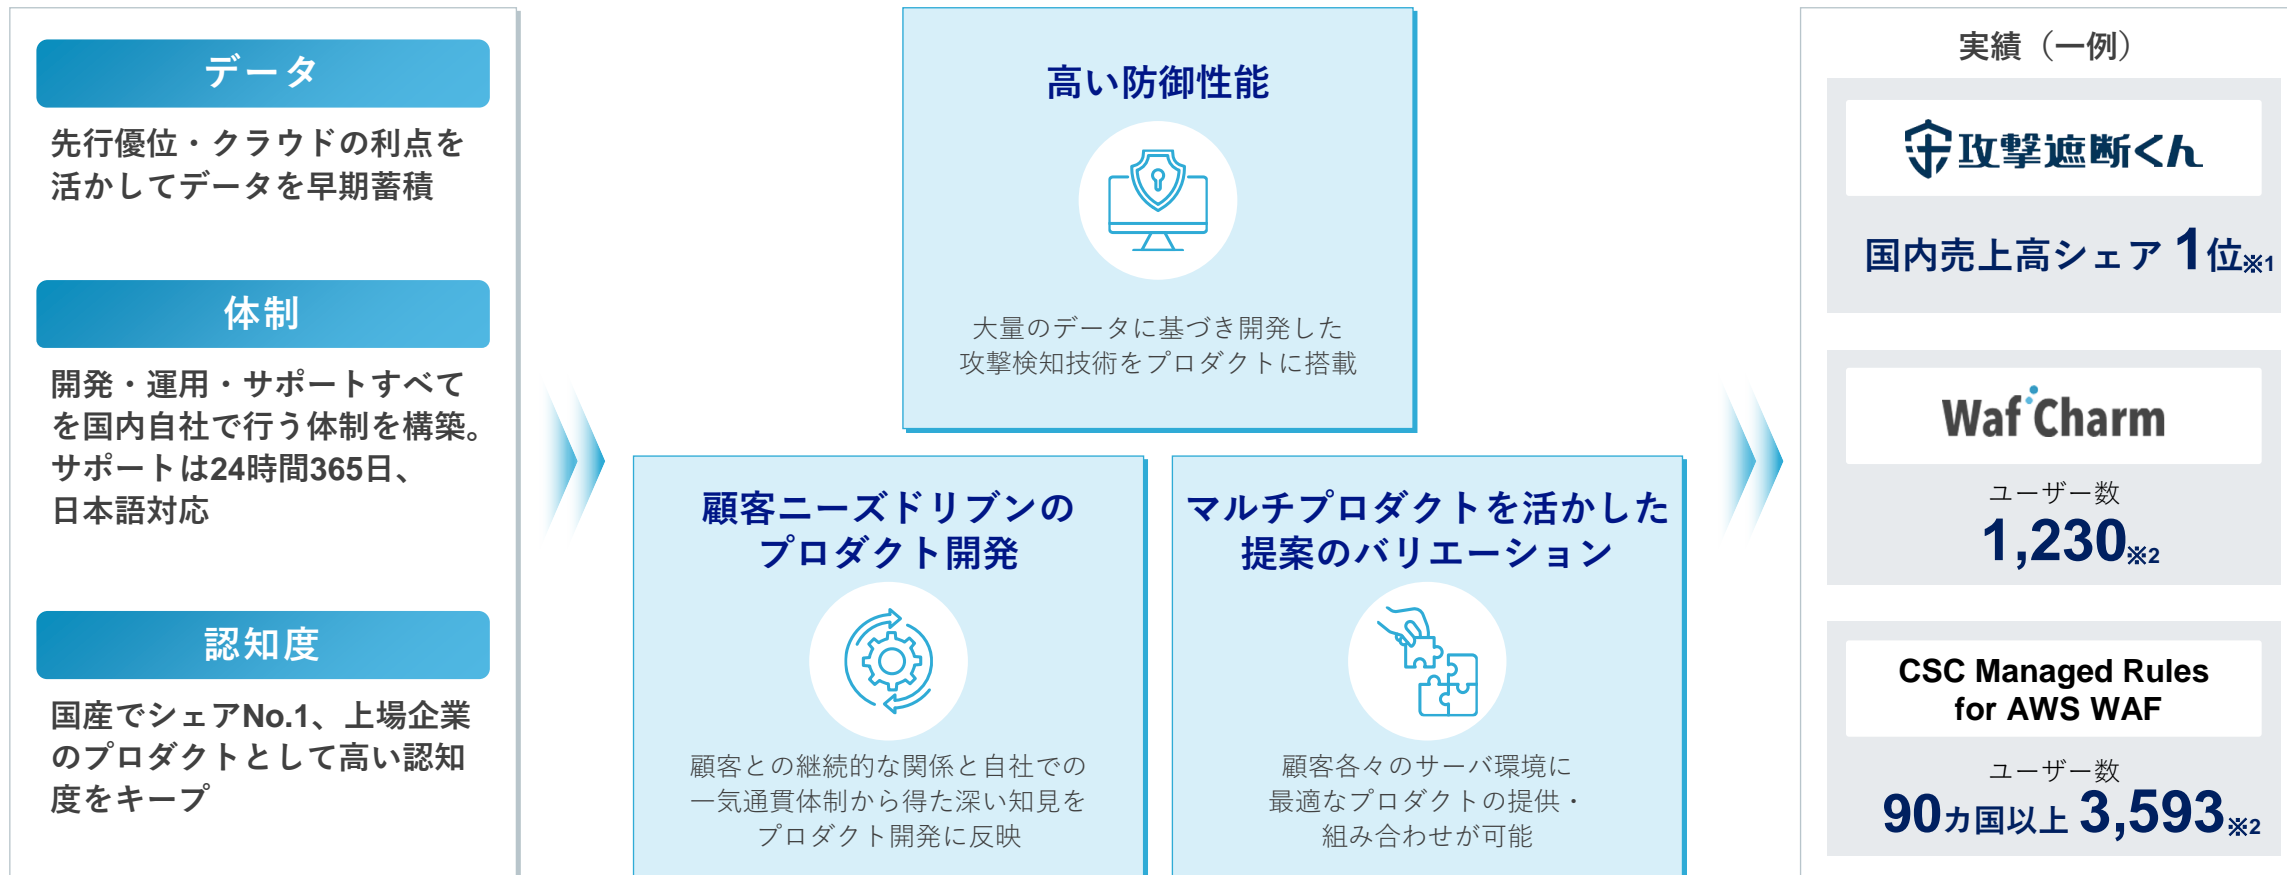 データ
先行優位・クラウドの利点を
活かしてデータを早期蓄積
体制
開発・運用・サポートすべて
を国内自社で行う体制を構築。
サポートは24時間365日、
日本語対応
認知度
国産でシェアNo.1、上場企業
のプロダクトとして高い認知
度をキープ
高い防御性能
大量のデータに基づき開発した
攻撃検知技術をプロダクトに搭載
顧客ニーズドリブンの
プロダクト開発
顧客との継続的な関係と自社での
一気通貫体制から得た深い知見を
プロダクト開発に反映
マルチプロダクトを活かした
提案のバリエーション
顧客各々のサーバ環境に
最適なプロダクトの提供・
組み合わせが可能
実績（一例）
攻撃遮断くん
国内売上高シェア 1位※1
WafCharm
ユーザー数
1,230※2
CSC Managed Rules
for AWS WAF
ユーザー数
90カ国以上 3,593※2